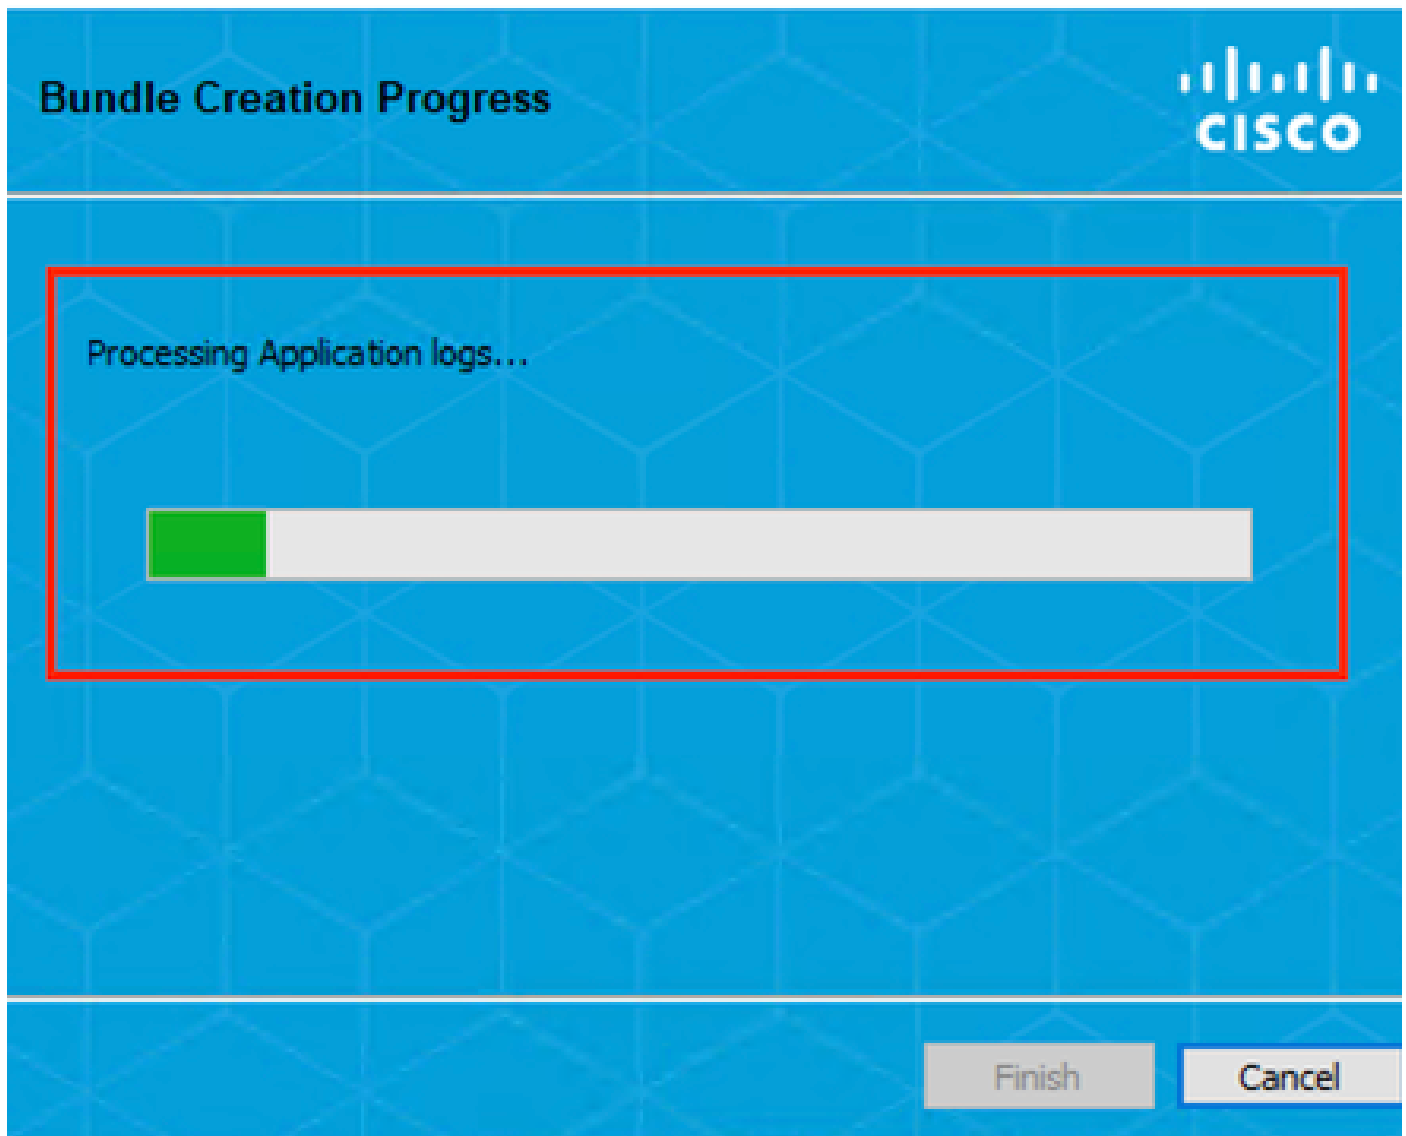 Bundle Creation Progress
CISCO
Processing Application logs...
Finish
Cancel